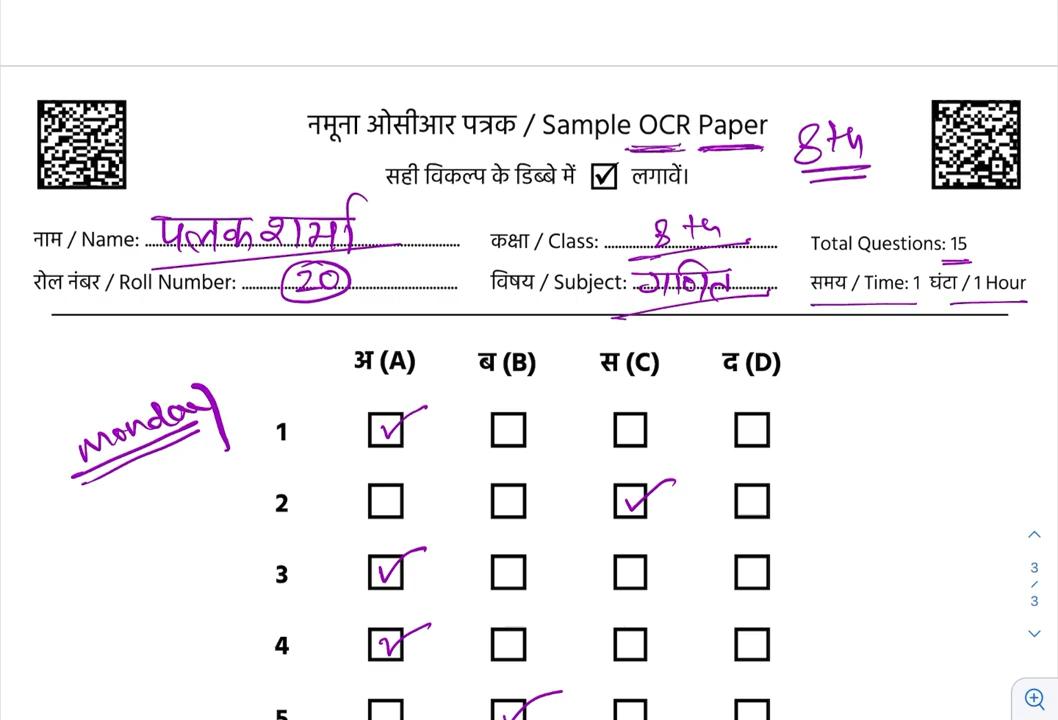 नमूना ओसीआर पत्रक / Sample OCR Paper
8th
सही विकल्प के डिब्बे में ☑ लगावें।
नाम / Name: पलक शर्मा कक्षा / Class: 8th Total Questions: 15
रोल नंबर / Roll Number: 20 विषय / Subject: गणित समय / Time: 1 घंटा / 1 Hour
अ (A) ब (B) स (C) द (D)
Monday
1
2
3
4
5
3 / 3